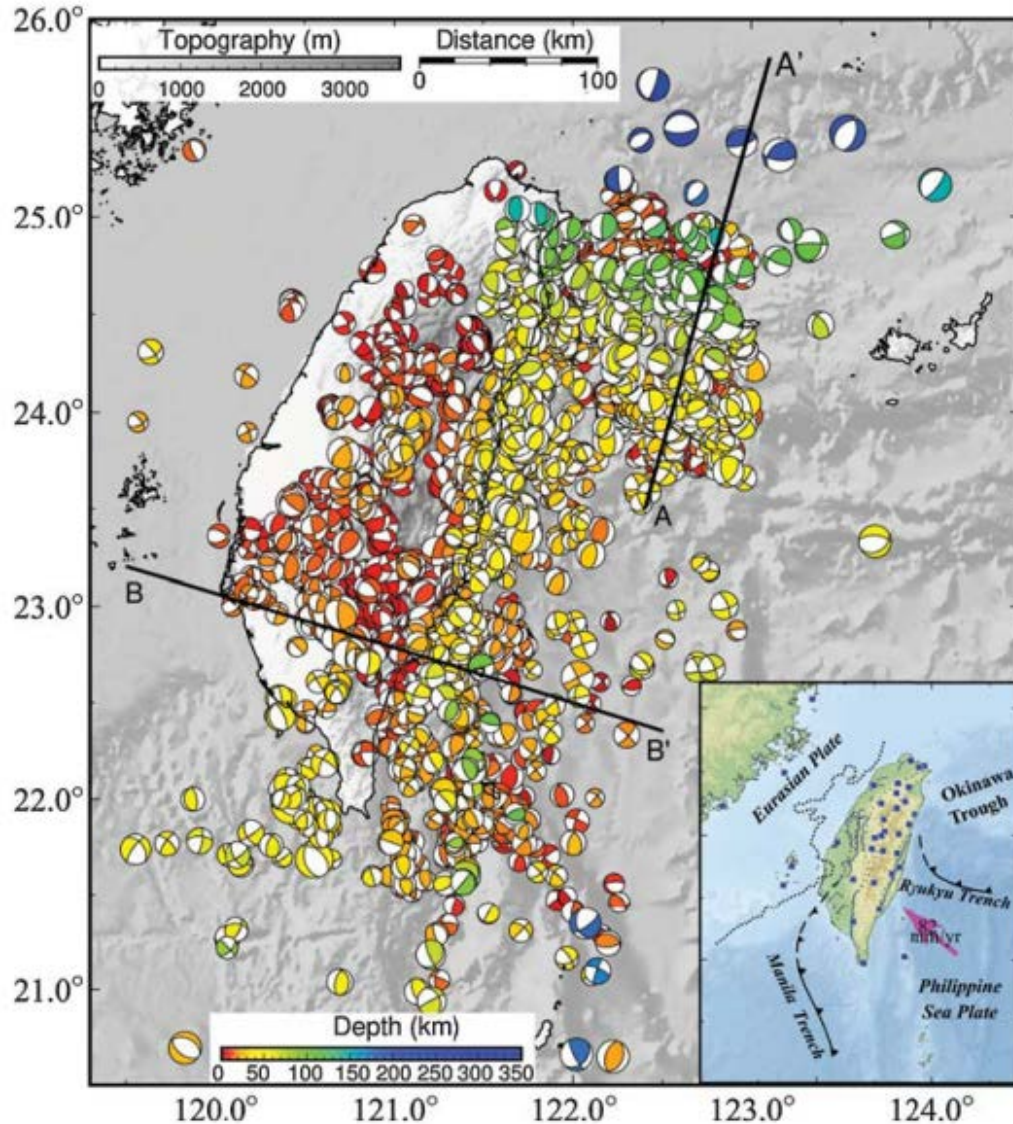 26.0°
Topography (m)
0 1000 2000 3000
Distance (km)
0 100
A'
25.0°
24.0°
A
B
23.0°
B'
22.0°
21.0°
Depth (km)
0 50 100 150 200 250 300 350
120.0° 121.0° 122.0° 123.0° 124.0°
Eurasian Plate
Okinawa
Trough
Ryukyu Trench
mm/yr
Manila Trench
Philippine
Sea Plate